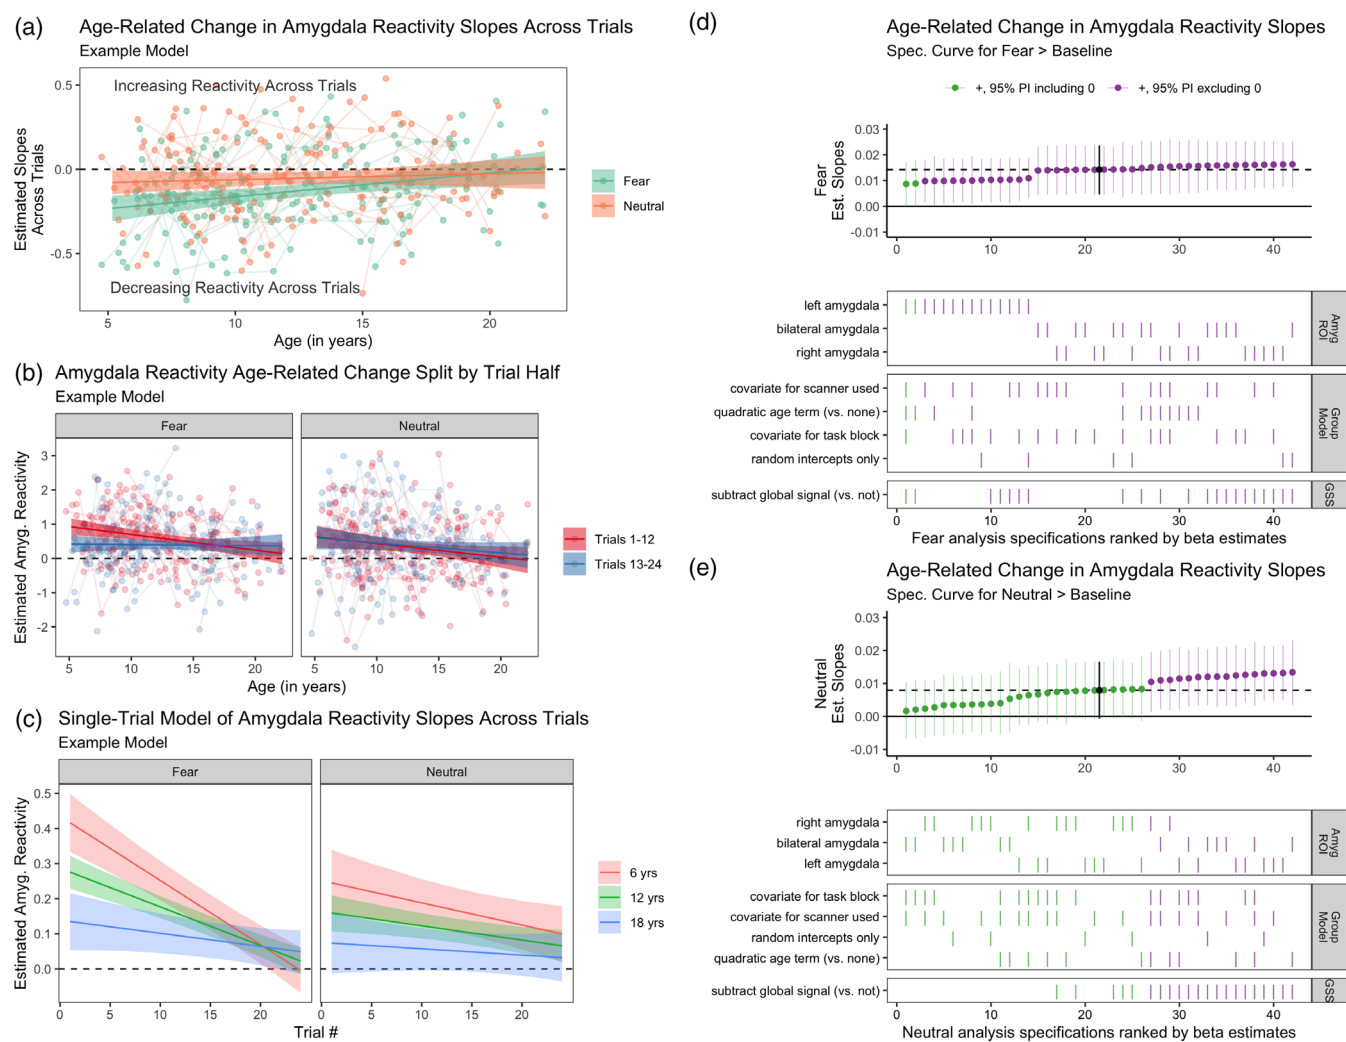 (a)
Age-Related Change in Amygdala Reactivity Slopes Across Trials
Example Model
Increasing Reactivity Across Trials
Decreasing Reactivity Across Trials
Estimated Slopes
Across Trials
0.5
0.0
-0.5
5
10
15
20
Age (in years)
Fear
Neutral
(b)
Amygdala Reactivity Age-Related Change Split by Trial Half
Example Model
Fear
Neutral
Estimated Amyg. Reactivity
3
2
1
0
-1
-2
5
10
15
20
5
10
15
20
Age (in years)
Trials 1-12
Trials 13-24
(c)
Single-Trial Model of Amygdala Reactivity Slopes Across Trials
Example Model
Fear
Neutral
Estimated Amyg. Reactivity
0.5
0.4
0.3
0.2
0.1
0.0
0
5
10
15
20
0
5
10
15
20
Trial #
6 yrs
12 yrs
18 yrs
(d)
Age-Related Change in Amygdala Reactivity Slopes
Spec. Curve for Fear > Baseline
+, 95% PI including 0
+, 95% PI excluding 0
Fear
Est. Slopes
0.03
0.02
0.01
0.00
-0.01
0
10
20
30
40
left amygdala
bilateral amygdala
right amygdala
Amyg
ROI
covariate for scanner used
quadratic age term (vs. none)
covariate for task block
random intercepts only
Group
Model
subtract global signal (vs. not)
GSS
0
10
20
30
40
Fear analysis specifications ranked by beta estimates
(e)
Age-Related Change in Amygdala Reactivity Slopes
Spec. Curve for Neutral > Baseline
Neutral
Est. Slopes
0.03
0.02
0.01
0.00
-0.01
0
10
20
30
40
right amygdala
bilateral amygdala
left amygdala
Amyg
ROI
covariate for task block
covariate for scanner used
random intercepts only
quadratic age term (vs. none)
Group
Model
subtract global signal (vs. not)
GSS
0
10
20
30
40
Neutral analysis specifications ranked by beta estimates